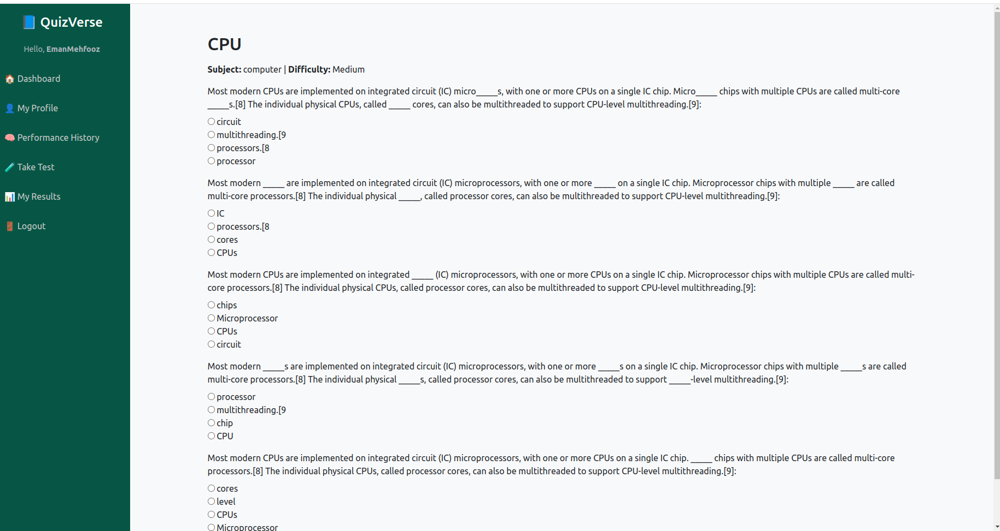 QuizVerse
Hello, EmanMehfooz
Dashboard
My Profile
Performance History
Take Test
My Results
Logout
CPU
Subject: computer | Difficulty: Medium
Most modern CPUs are implemented on integrated circuit (IC) micro_____s, with one or more CPUs on a single IC chip. Micro_____ chips with multiple CPUs are called multi-core
_____s.[8] The individual physical CPUs, called _____ cores, can also be multithreaded to support CPU-level multithreading.[9]:
circuit
multithreading.[9
processors.[8
processor
Most modern _____ are implemented on integrated circuit (IC) microprocessors, with one or more _____ on a single IC chip. Microprocessor chips with multiple _____ are called
multi-core processors.[8] The individual physical _____, called processor cores, can also be multithreaded to support CPU-level multithreading.[9]:
IC
processors.[8
cores
CPUs
Most modern CPUs are implemented on integrated _____ (IC) microprocessors, with one or more CPUs on a single IC chip. Microprocessor chips with multiple CPUs are called multi-
core processors.[8] The individual physical CPUs, called processor cores, can also be multithreaded to support CPU-level multithreading.[9]:
chips
Microprocessor
CPUs
circuit
Most modern _____s are implemented on integrated circuit (IC) microprocessors, with one or more _____s on a single IC chip. Microprocessor chips with multiple _____s are called
multi-core processors.[8] The individual physical _____s, called processor cores, can also be multithreaded to support _____-level multithreading.[9]:
processor
multithreading.[9
chip
CPU
Most modern CPUs are implemented on integrated circuit (IC) microprocessors, with one or more CPUs on a single IC chip. _____ chips with multiple CPUs are called multi-core
processors.[8] The individual physical CPUs, called processor cores, can also be multithreaded to support CPU-level multithreading.[9]:
cores
level
CPUs
Microprocessor